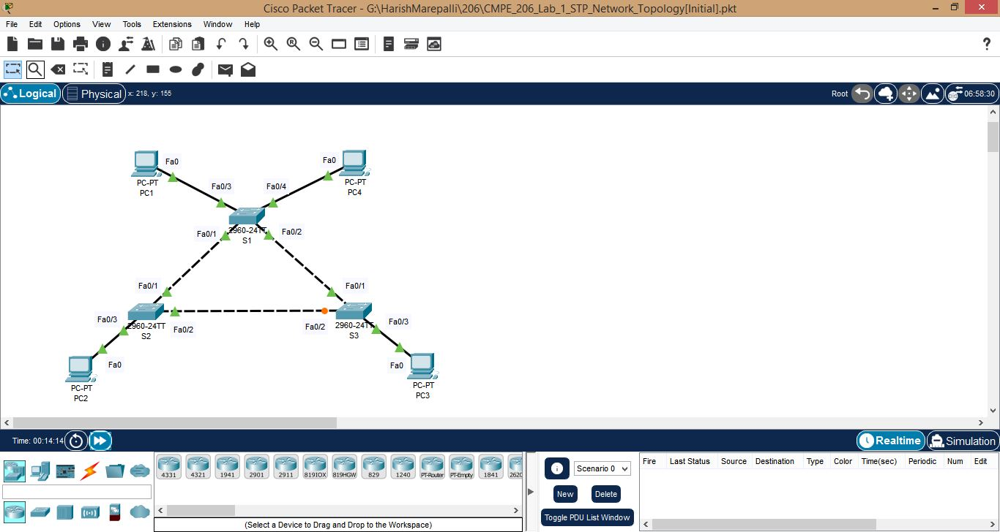 Cisco Packet Tracer - G:\HarishMarepalli\206\CMPE_206_Lab_1_STP_Network_Topology[Initial].pkt
File Edit Options View Tools Extensions Window Help
Logical Physical x: 218, y: 155 Root 06:58:30
Fa0 Fa0
PC-PT PC-PT
PC1 PC4
Fa0/3 Fa0/4
2960-24TT
S1
Fa0/1 Fa0/2
Fa0/1 Fa0/1
Fa0/3 2960-24TT Fa0/2 Fa0/2 2960-24TT Fa0/3
S2 S3
Fa0 Fa0
PC-PT PC-PT
PC2 PC3
Time: 00:14:14 Realtime Simulation
4331 4321 1941 2901 2911 819IOX 819HGW 829 1240 PT-Router PT-Empty 1841 2620
Scenario 0
New Delete
Toggle PDU List Window
Fire Last Status Source Destination Type Color Time(sec) Periodic Num Edit
(Select a Device to Drag and Drop to the Workspace)